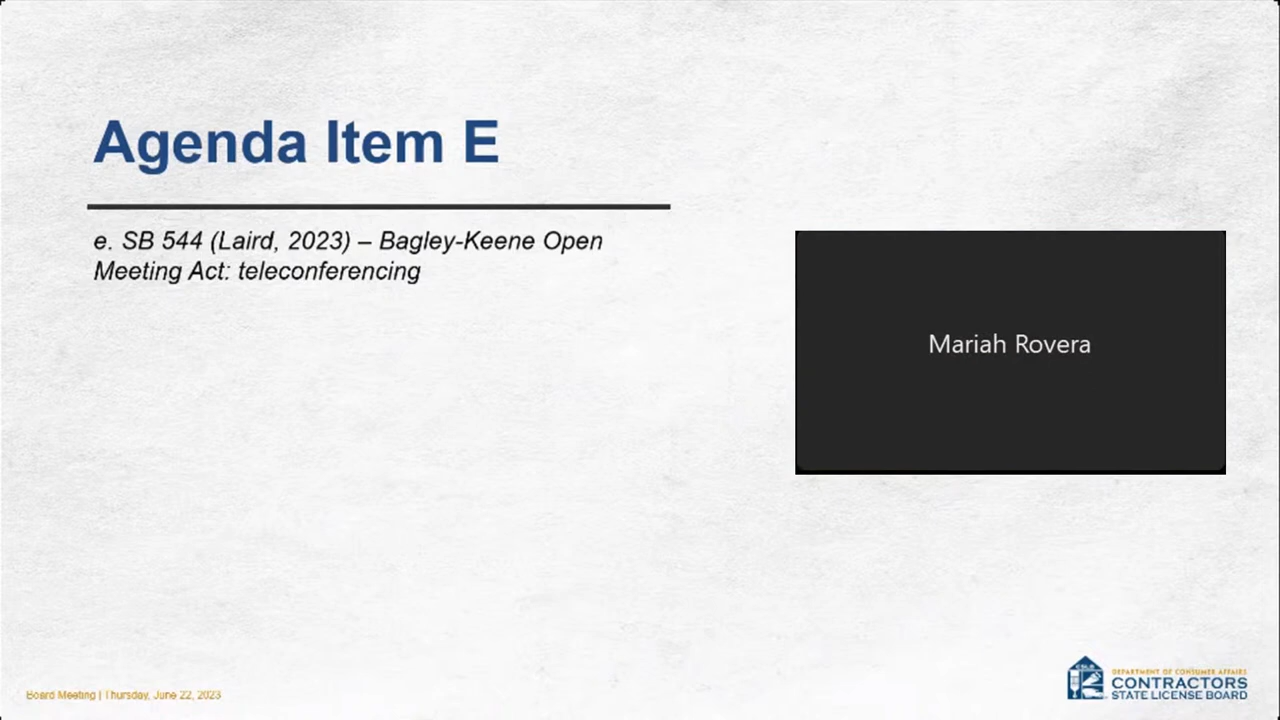 Agenda Item E
e. SB 544 (Laird, 2023) – Bagley-Keene Open
Meeting Act: teleconferencing
Mariah Rovera
Board Meeting | Thursday, June 22, 2023
CSLB
DEPARTMENT OF CONSUMER AFFAIRS
CONTRACTORS
STATE LICENSE BOARD